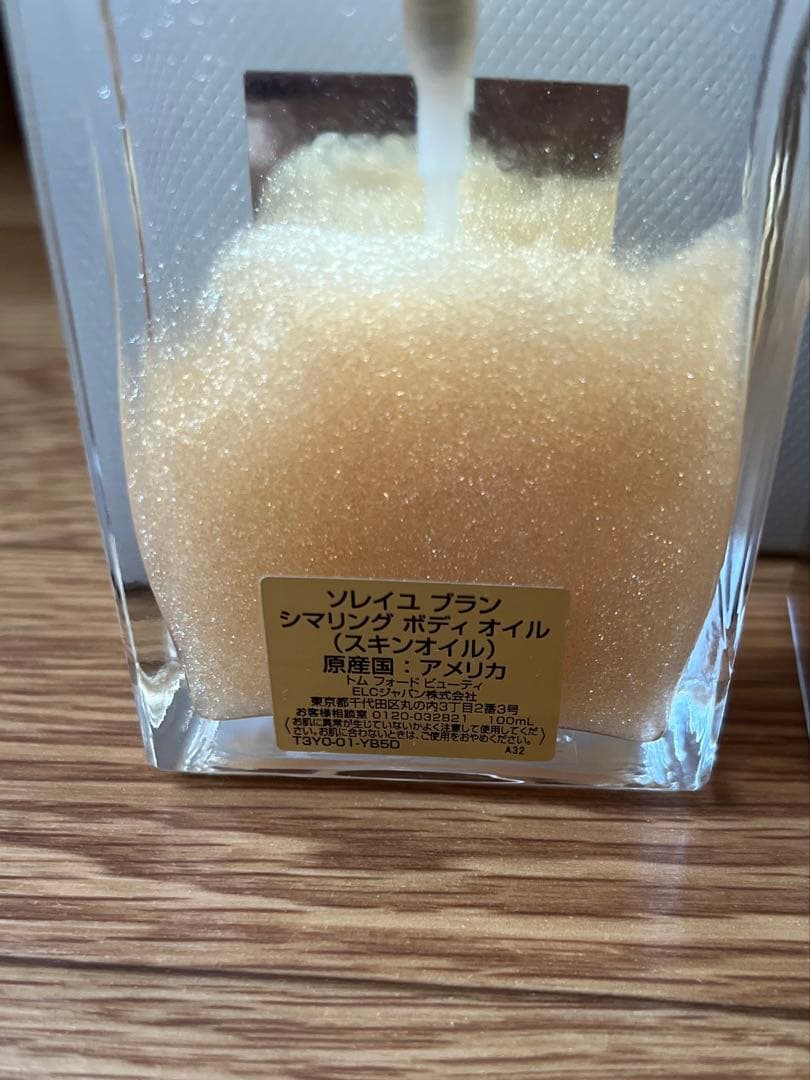 ソレイユ ブラン
シマリング ボディ オイル
（スキンオイル）
原産国：アメリカ
トム フォード ビューティ
ELCジャパン株式会社
東京都千代田区丸の内3丁目2番3号
お客様相談室 0120-032821 100mL
（お肌に異常が生じていないかよく注意して使用してくだ
さい。お肌に合わないときは、ご使用をおやめください。）
T3Y0-01-Y85D A32